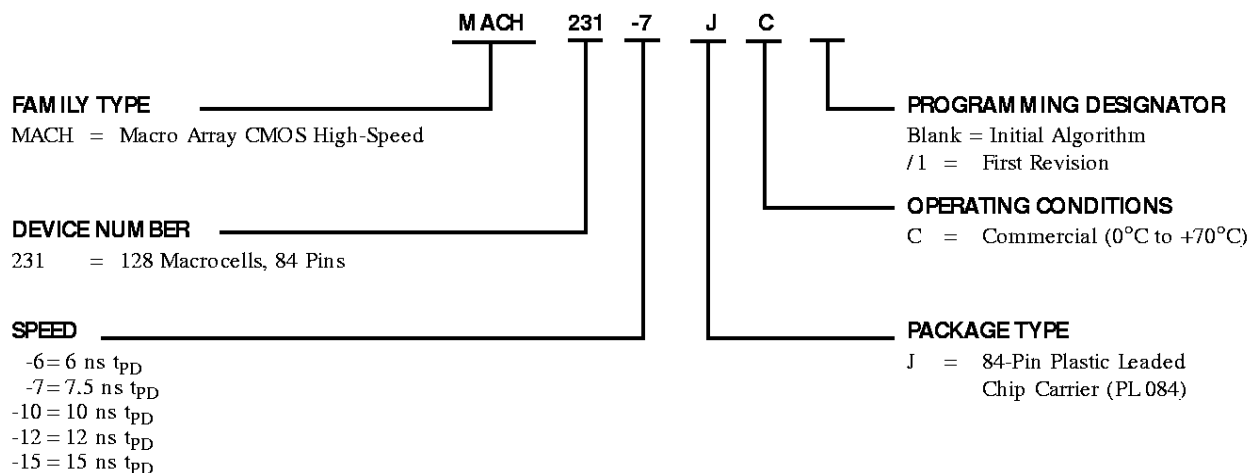 MACH 231 -7 J C
FAMILY TYPE
MACH = Macro Array CMOS High-Speed
DEVICE NUMBER
231 = 128 Macrocells, 84 Pins
SPEED
-6 = 6 ns tPD
-7 = 7.5 ns tPD
-10 = 10 ns tPD
-12 = 12 ns tPD
-15 = 15 ns tPD
PROGRAMMING DESIGNATOR
Blank = Initial Algorithm
/1 = First Revision
OPERATING CONDITIONS
C = Commercial (0°C to +70°C)
PACKAGE TYPE
J = 84-Pin Plastic Leaded
Chip Carrier (PL 084)